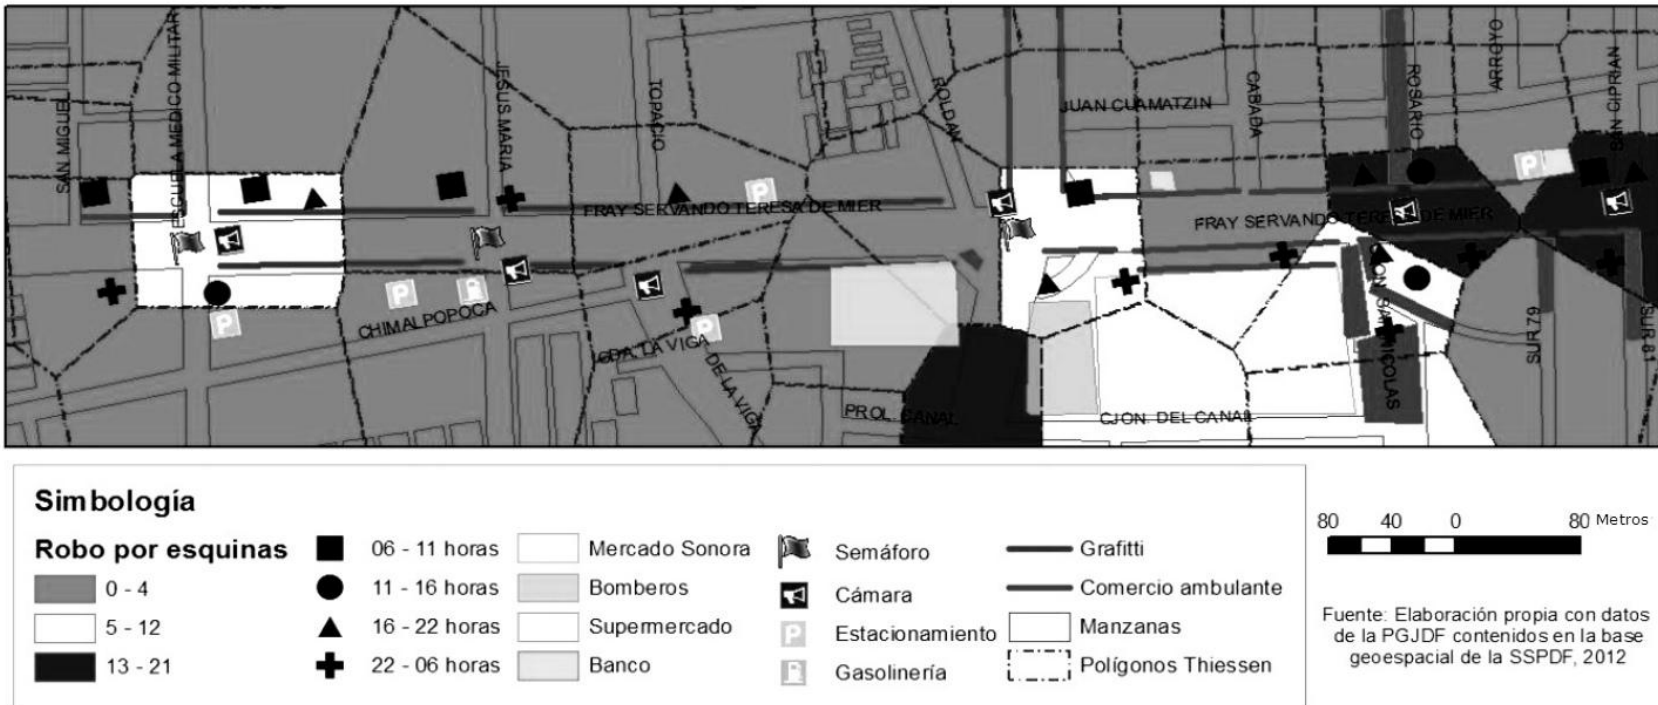 SAN MIGUEL
ESCUELA MEDICO MILITAR
JESUS MARIA
TOPACIO
ROLDAN
JUAN CUAMATZIN
CABADA
ROSARIO
ARROYO
SAN CIPRIAN
FRAY SERVANDO TERESA DE MIER
FRAY SERVANDO TERESA DE MIER
CHIMALPOPOCA
CDA. LA VIGA
DE LA VIGA
PROL. CANAL
CJON. DEL CANAL
NICOLAS
SUR 79
SUR 81
P
P
P
P
P
Simbología
Robo por esquinas
0 - 4
5 - 12
13 - 21
06 - 11 horas
11 - 16 horas
16 - 22 horas
22 - 06 horas
Mercado Sonora
Bomberos
Supermercado
Banco
Semáforo
Cámara
P Estacionamiento
Gasolinería
Grafitti
Comercio ambulante
Manzanas
Polígonos Thiessen
80 40 0 80 Metros
Fuente: Elaboración propia con datos
de la PGJDF contenidos en la base
geoespacial de la SSPDF, 2012